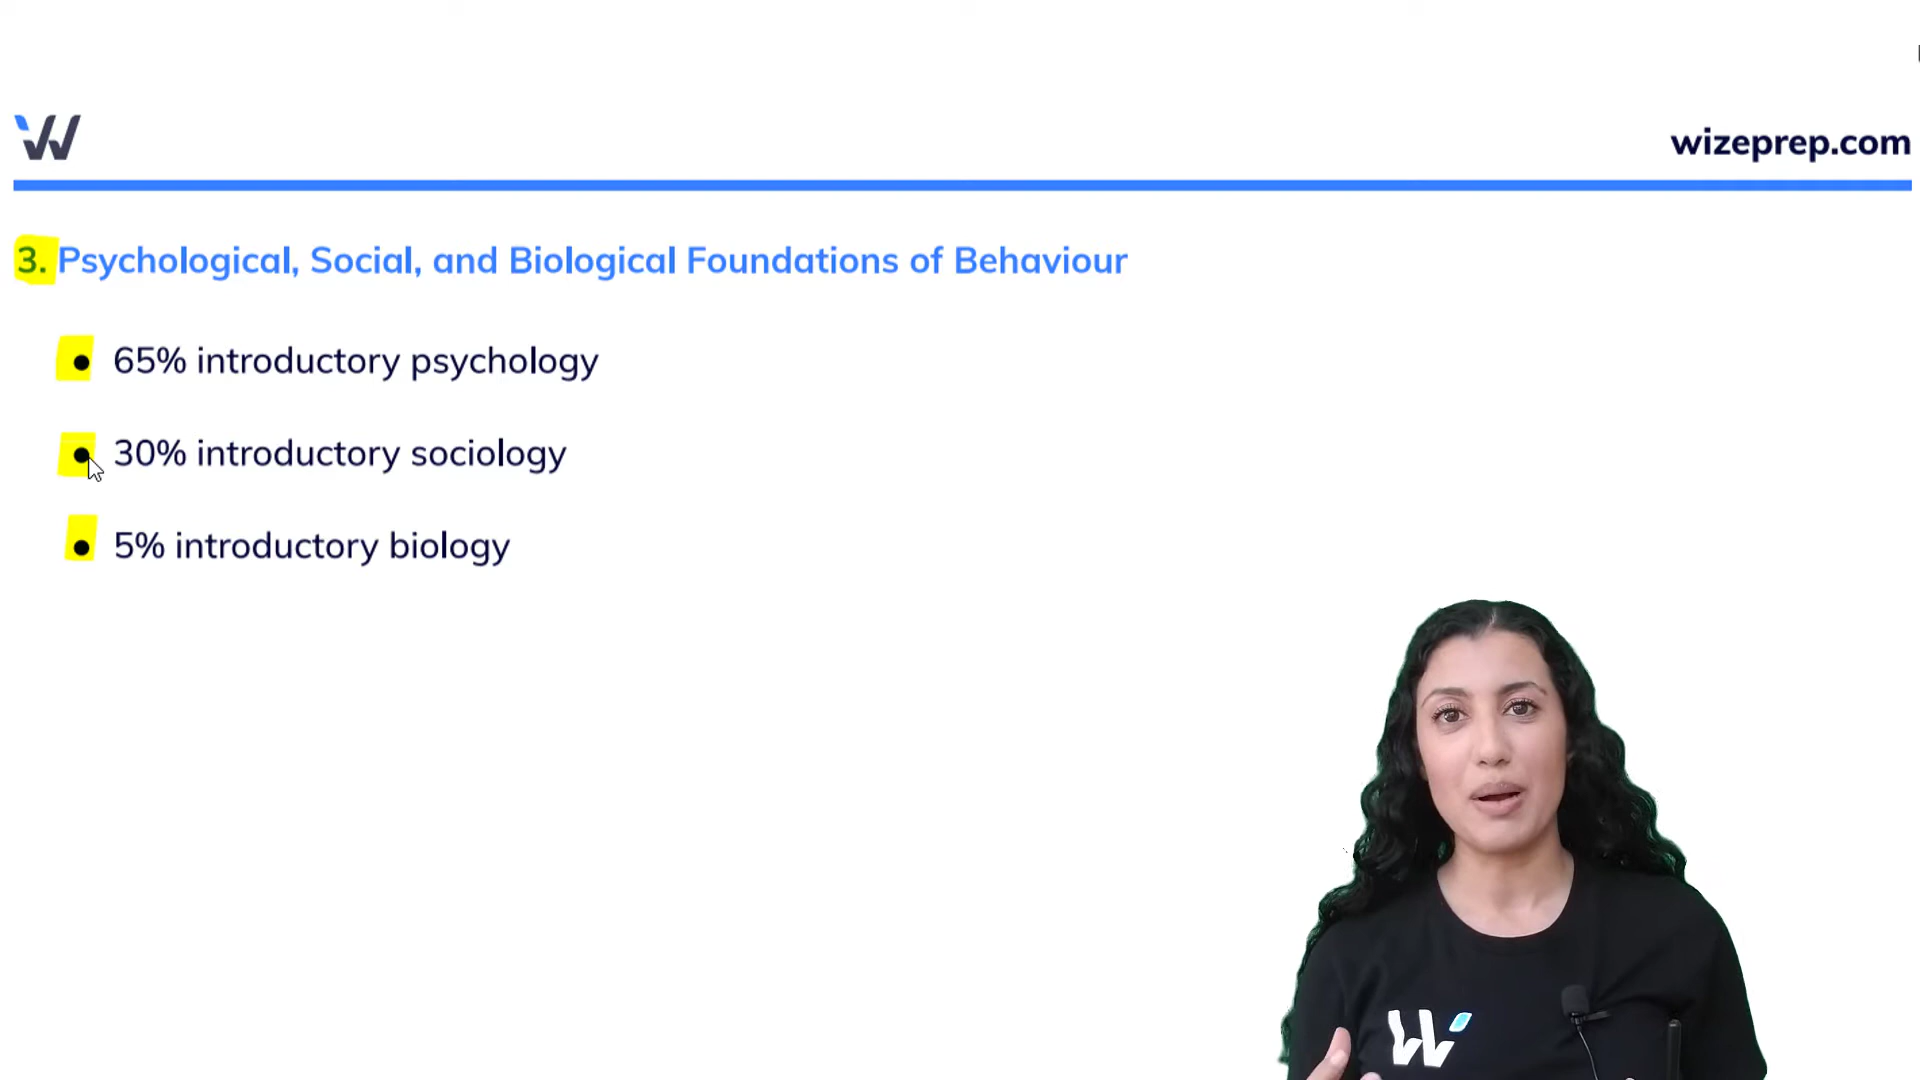 W
wizeprep.com
3. Psychological, Social, and Biological Foundations of Behaviour
• 65% introductory psychology
• 30% introductory sociology
• 5% introductory biology
W